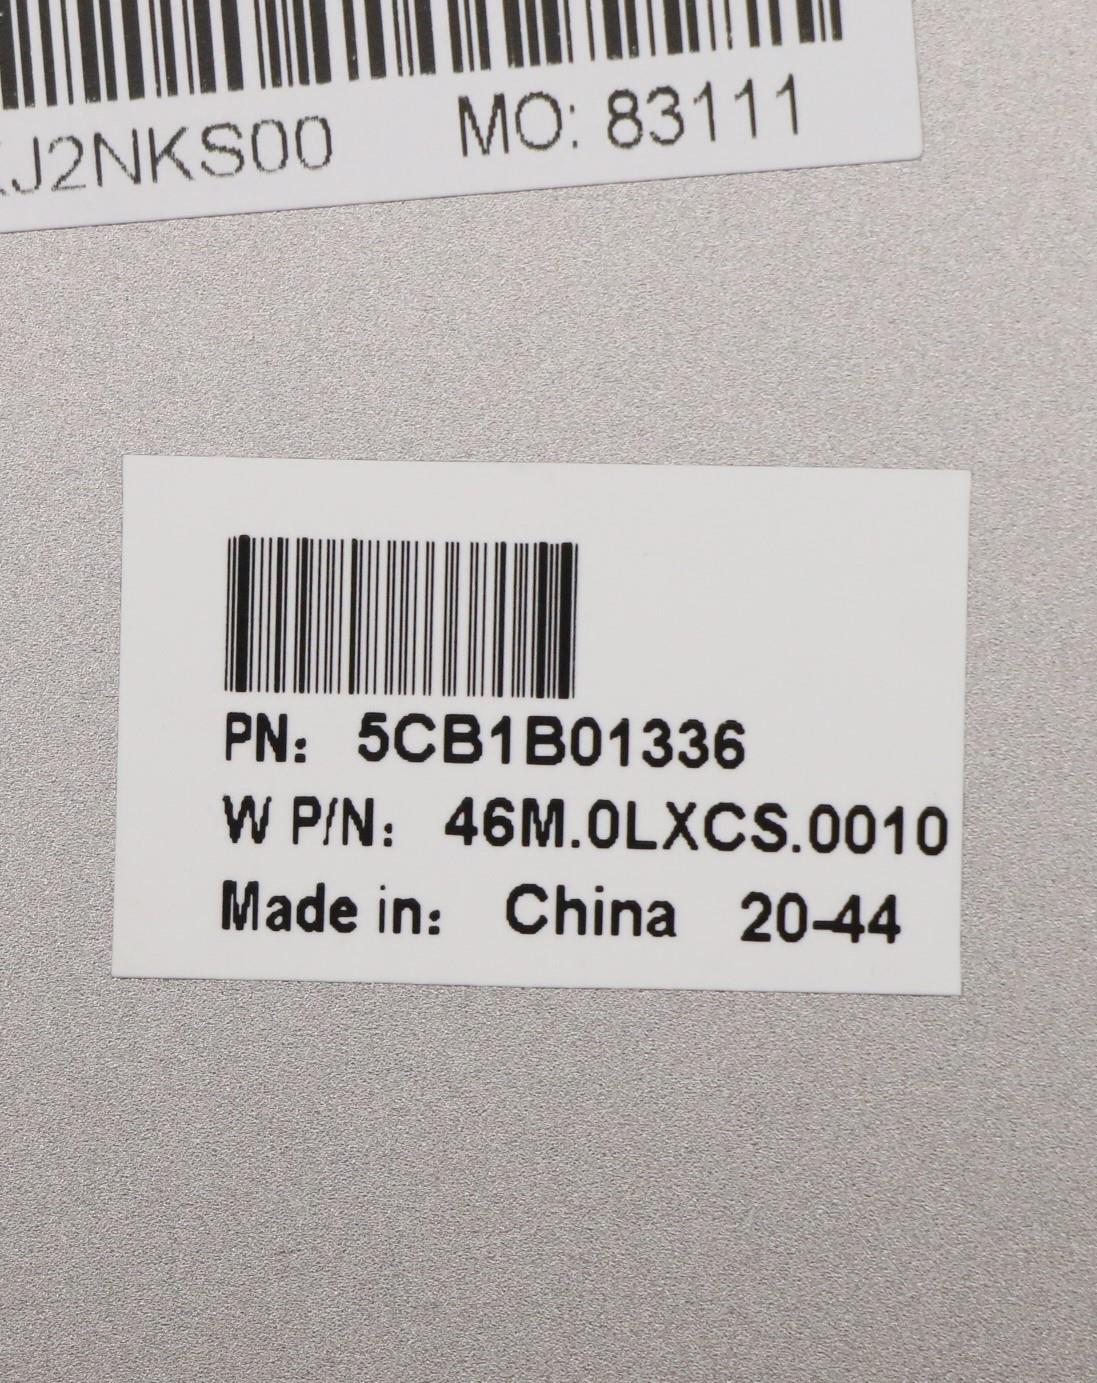 J2NKS00 MO: 83111
PN: 5CB1B01336
W P/N: 46M.0LXCS.0010
Made in: China 20-44